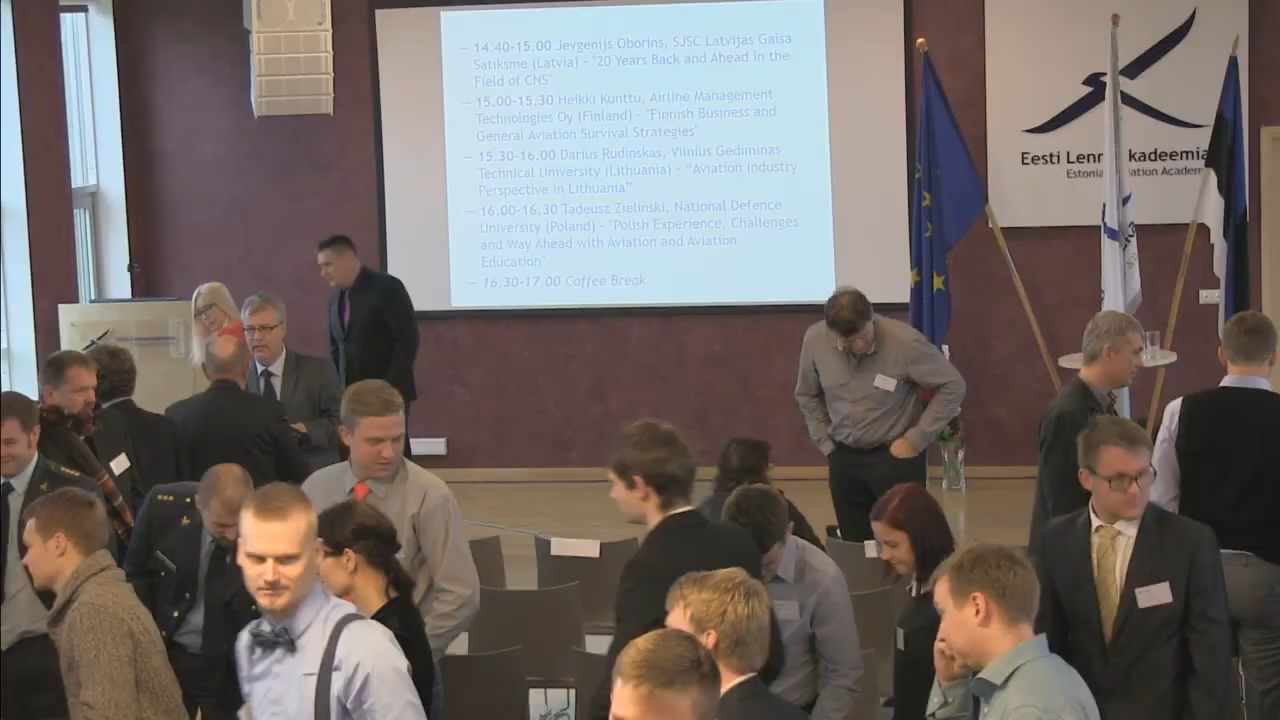 – 14.40-15.00 Jevgenijs Oborins, SJSC Latvijas Gaisa
Satiksme (Latvia) - "20 Years Back and Ahead in the
Field of CNS"
– 15.00-15.30 Heikki Kunttu, Airline Management
Technologies Oy (Finland) - "Finnish Business and
General Aviation Survival Strategies"
– 15.30-16.00 Darius Rudinskas, Vilnius Gediminas
Technical University (Lithuania) - "Aviation Industry
Perspective in Lithuania"
– 16.00-16.30 Tadeusz Zielinski, National Defence
University (Poland) - "Polish Experience, Challenges
and Way Ahead with Aviation and Aviation
Education"
– 16.30-17.00 Coffee Break
Eesti Lenn kadeemia
Estonia iation Academ